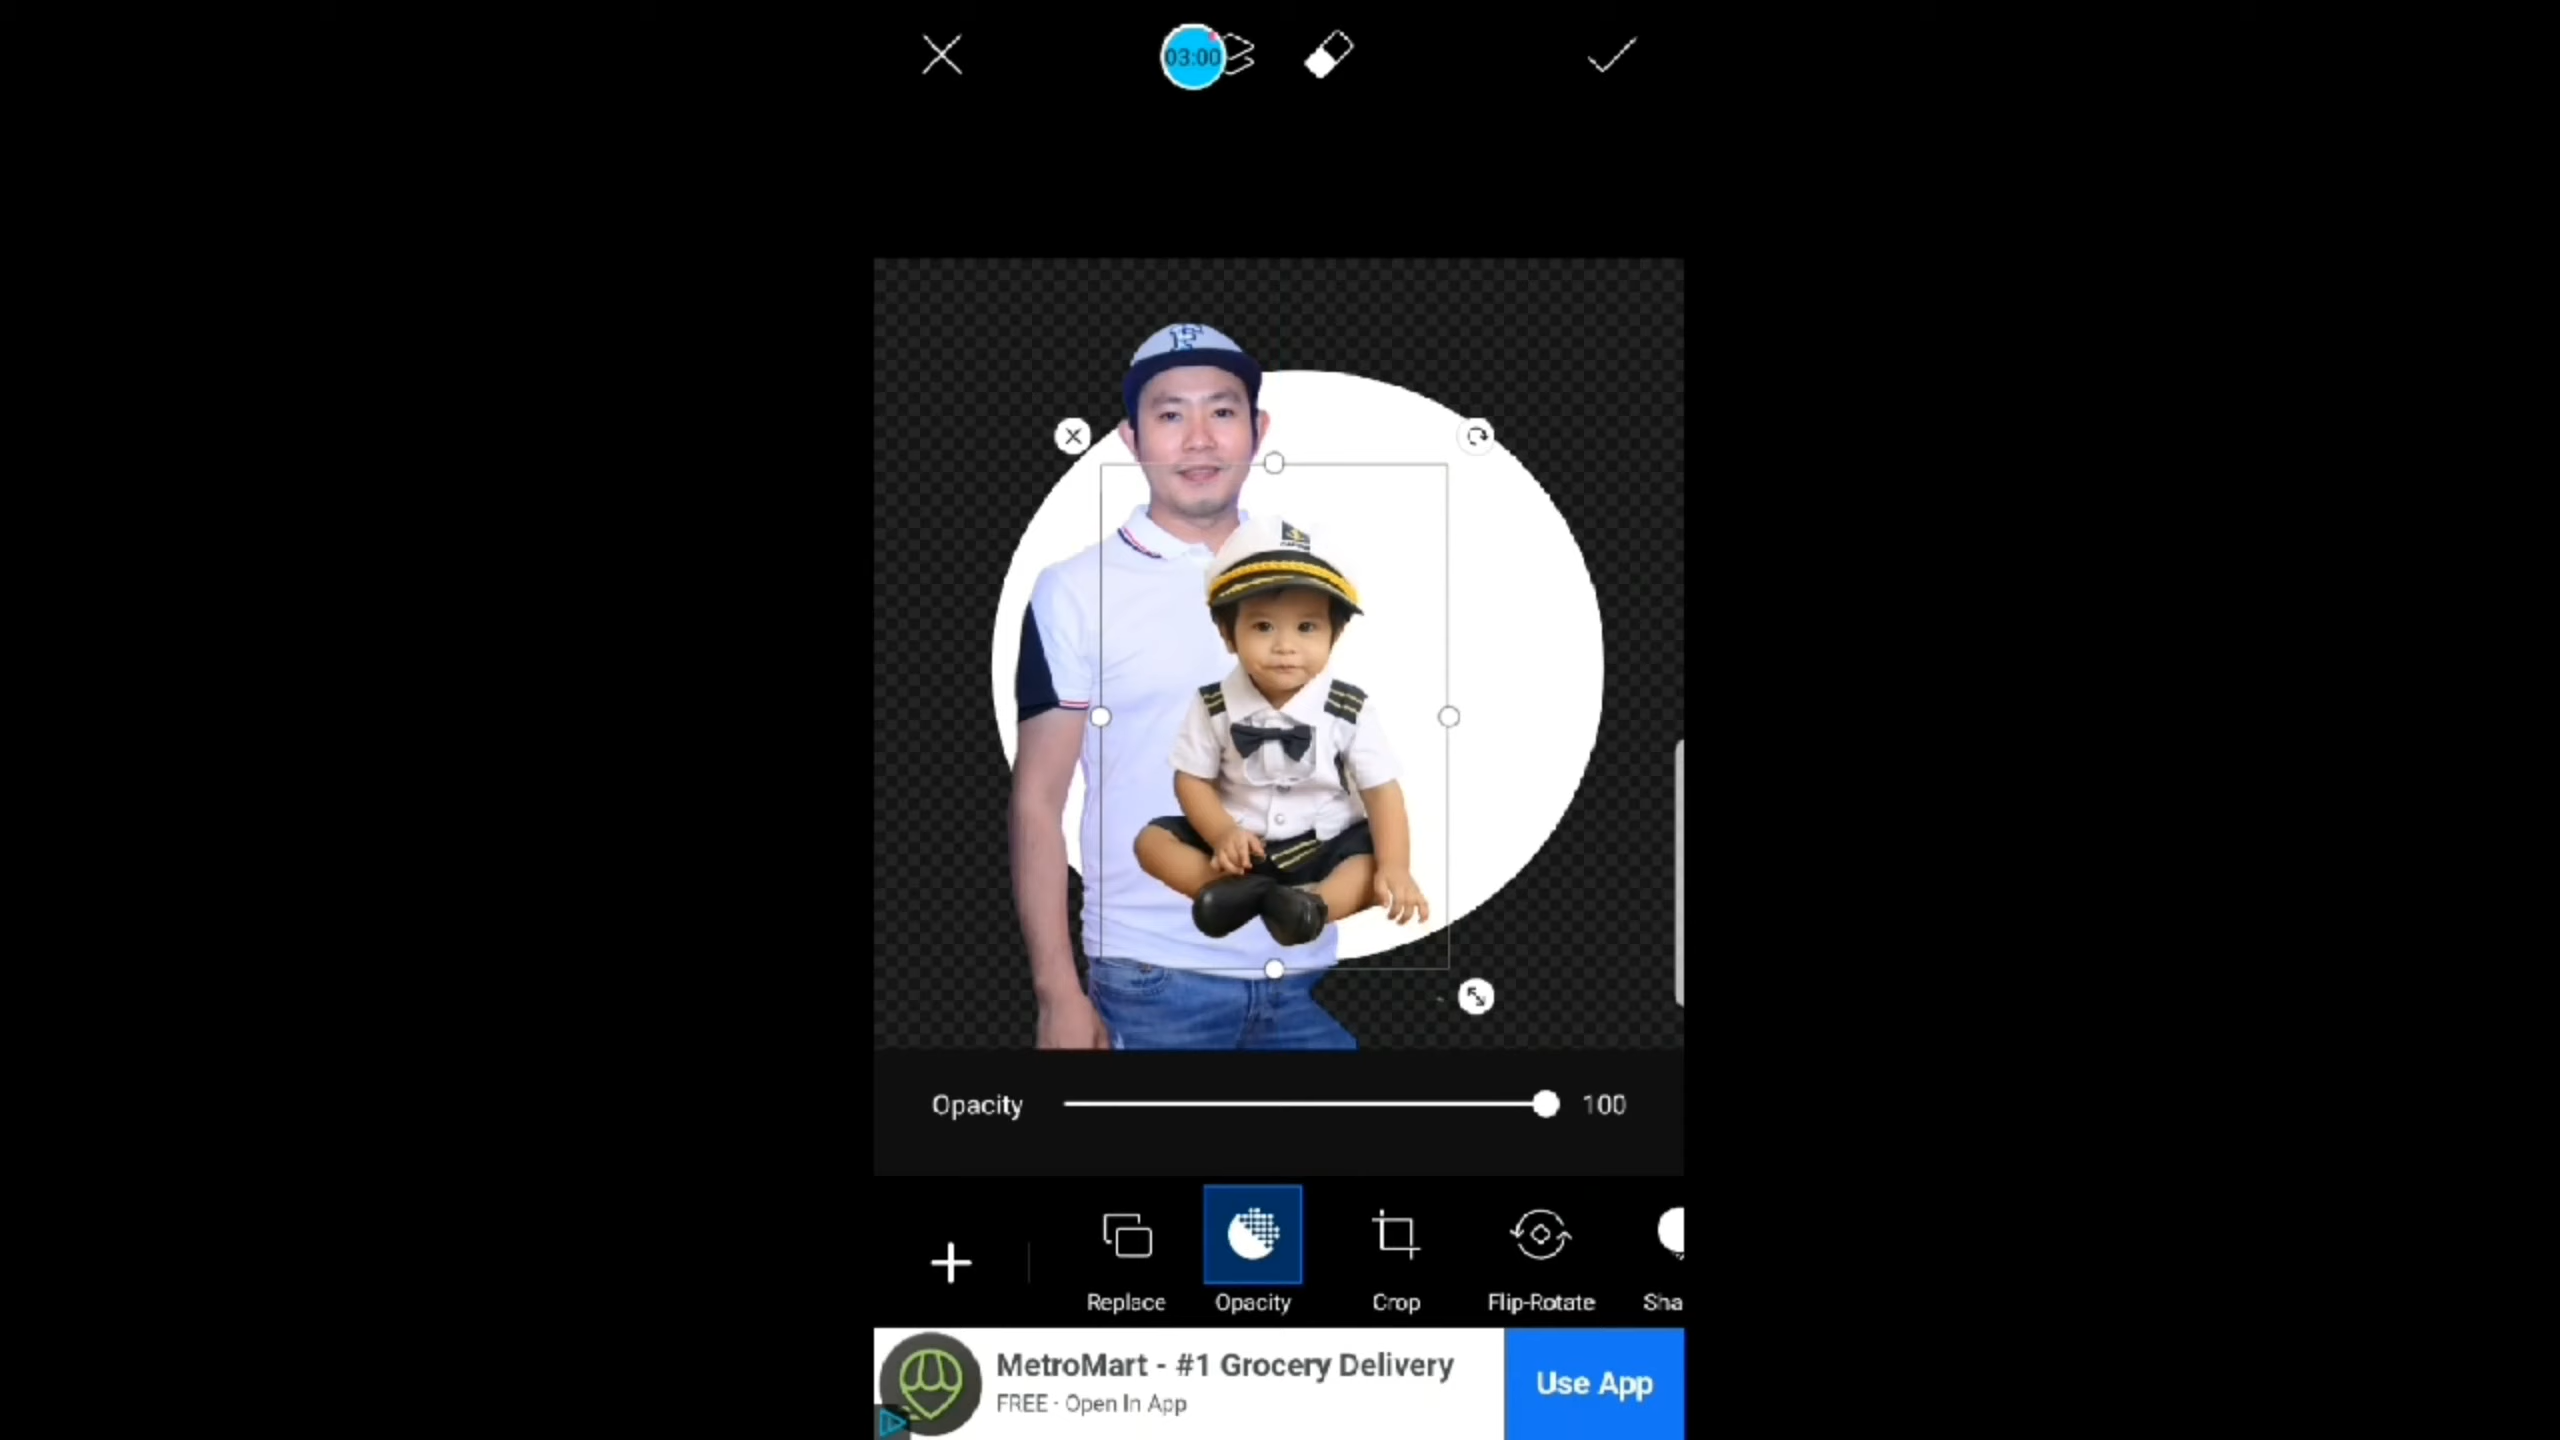 03:00
F
Opacity
100
Replace
Opacity
Crop
Flip-Rotate
Sha
MetroMart - #1 Grocery Delivery
FREE - Open In App
Use App